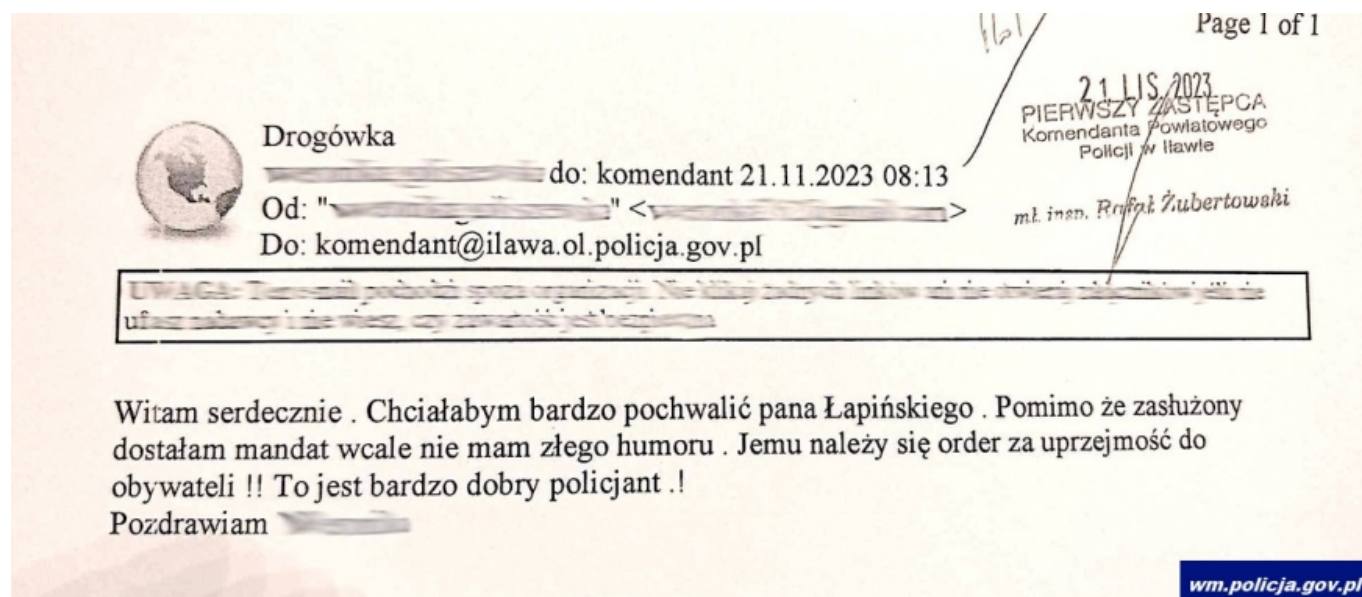 Page 1 of 1
21 LIS. 2023
PIERWSZY ZASTĘPCA
Komendanta Powiatowego
Policji w Iławie
mł. insp. Rafał Żubertowski
Drogówka
do: komendant 21.11.2023 08:13
Od: "" <>
Do: komendant@ilawa.ol.policja.gov.pl
UWAGA:
Witam serdecznie . Chciałabym bardzo pochwalić pana Łapińskiego . Pomimo że zasłużony
dostałam mandat wcale nie mam złego humoru . Jemu należy się order za uprzejmość do
obywateli !! To jest bardzo dobry policjant .!
Pozdrawiam
wm.policja.gov.pl